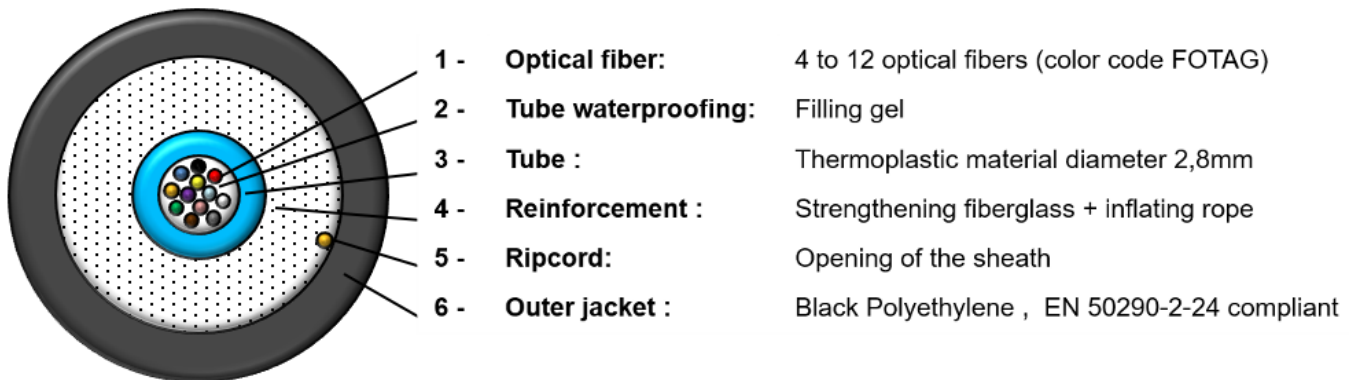 1 - Optical fiber: 4 to 12 optical fibers (color code FOTAG)
2 - Tube waterproofing: Filling gel
3 - Tube : Thermoplastic material diameter 2,8mm
4 - Reinforcement : Strengthening fiberglass + inflating rope
5 - Ripcord: Opening of the sheath
6 - Outer jacket : Black Polyethylene , EN 50290-2-24 compliant